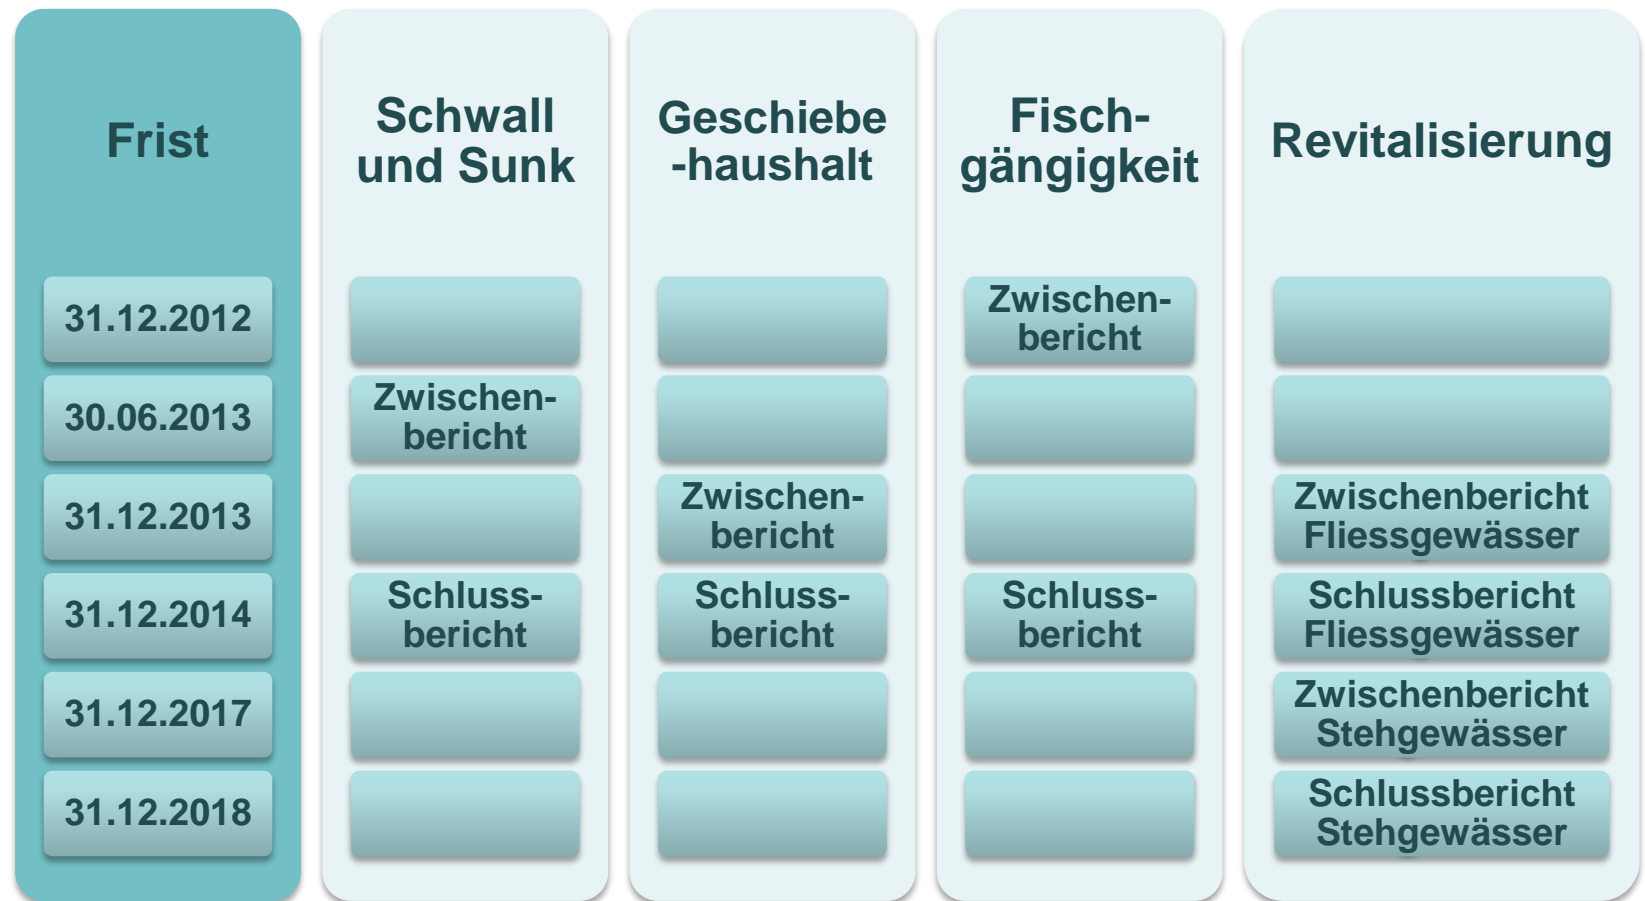 Frist
Schwall
und Sunk
Geschiebe
-haushalt
Fisch-
gängigkeit
Revitalisierung
31.12.2012
Zwischen-
bericht
30.06.2013
Zwischen-
bericht
31.12.2013
Zwischen-
bericht
Zwischenbericht
Fliessgewässer
31.12.2014
Schluss-
bericht
Schluss-
bericht
Schluss-
bericht
Schlussbericht
Fliessgewässer
31.12.2017
Zwischenbericht
Stehgewässer
31.12.2018
Schlussbericht
Stehgewässer